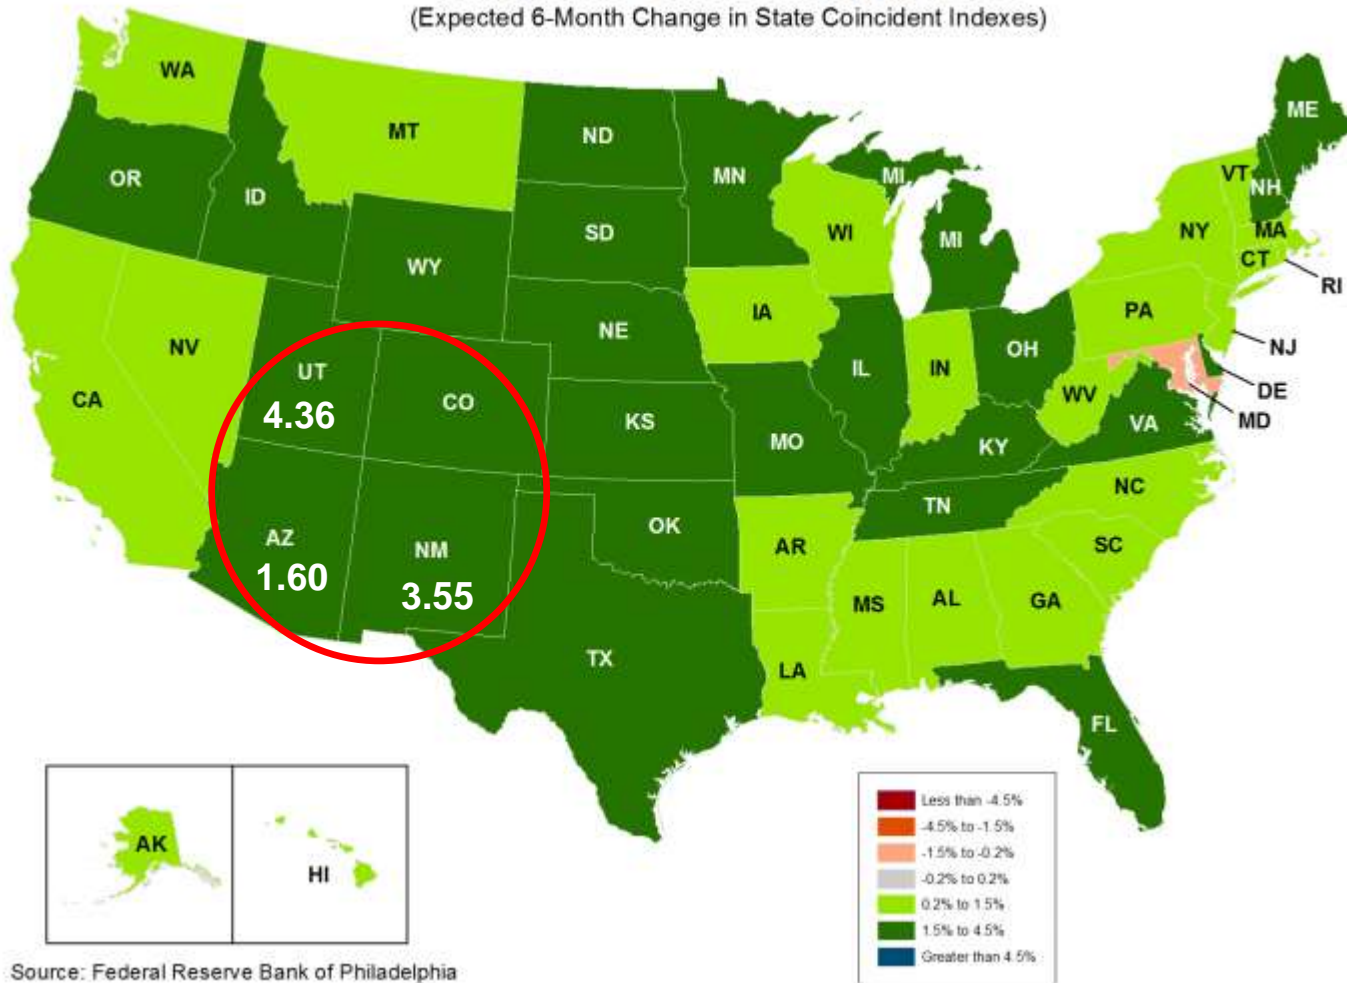 (Expected 6-Month Change in State Coincident Indexes)
WA
MT
ND
ME
OR
ID
MN
MI
VT
NH
SD
WI
MI
NY
MA
WY
CT
RI
IA
PA
NE
NV
UT
OH
NJ
CO
IL
IN
DE
CA
4.36
WV
MD
KS
MO
KY
VA
NC
TN
OK
AZ
NM
AR
SC
1.60
3.55
MS
AL
GA
TX
LA
FL
AK
HI
Less than -4.5%
-4.5% to -1.5%
-1.5% to -0.2%
-0.2% to 0.2%
0.2% to 1.5%
1.5% to 4.5%
Greater than 4.5%
Source: Federal Reserve Bank of Philadelphia